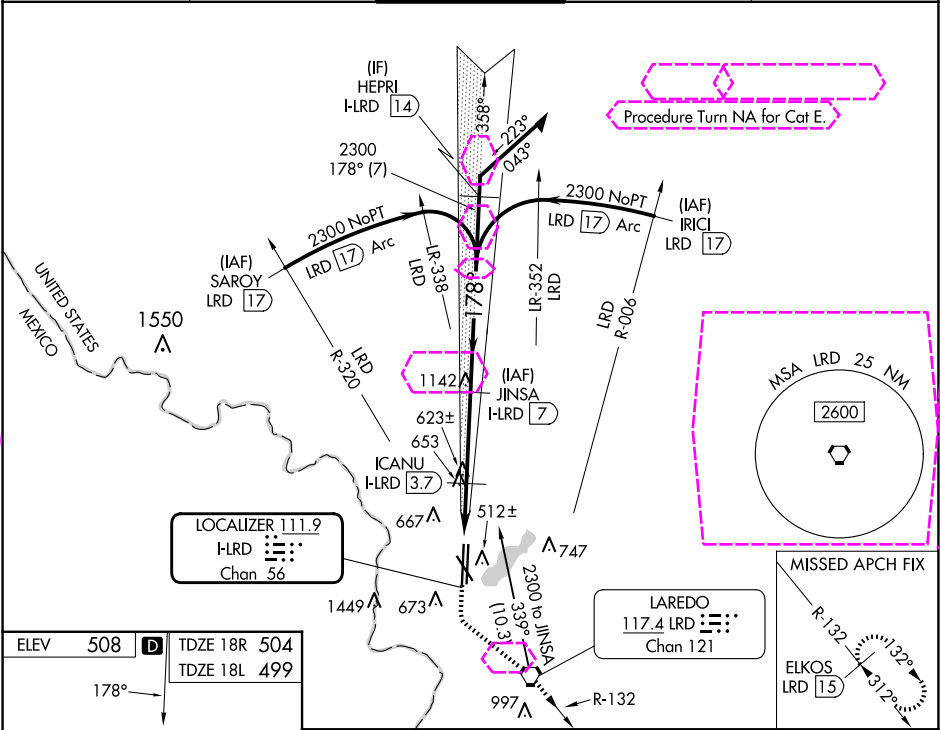 (IF)
HEPRI
I-LRD 14
358°
223°
043°
Procedure Turn NA for Cat E.
2300
178° (7)
2300 NoPT
LRD 17 Arc
(IAF)
SAROY
LRD 17
LR-338
LRD
2300 NoPT
LRD 17 Arc
(IAF)
IRICI
LRD 17
LR-352
LRD
LRD
R-006
178°
UNITED STATES
MEXICO
1550
LRD
R-320
1142
(IAF)
JINSA
I-LRD 7
623±
653
ICANU
I-LRD 3.7
667
512±
747
MSA LRD 25 NM
2600
LOCALIZER 111.9
I-LRD
Chan 56
1449
673
2300 to JINSA
339°
(10.3)
LAREDO
117.4 LRD
Chan 121
R-132
997
MISSED APCH FIX
R-132
132°
312°
ELKOS
LRD 15
ELEV 508 D TDZE 18R 504
TDZE 18L 499
178°